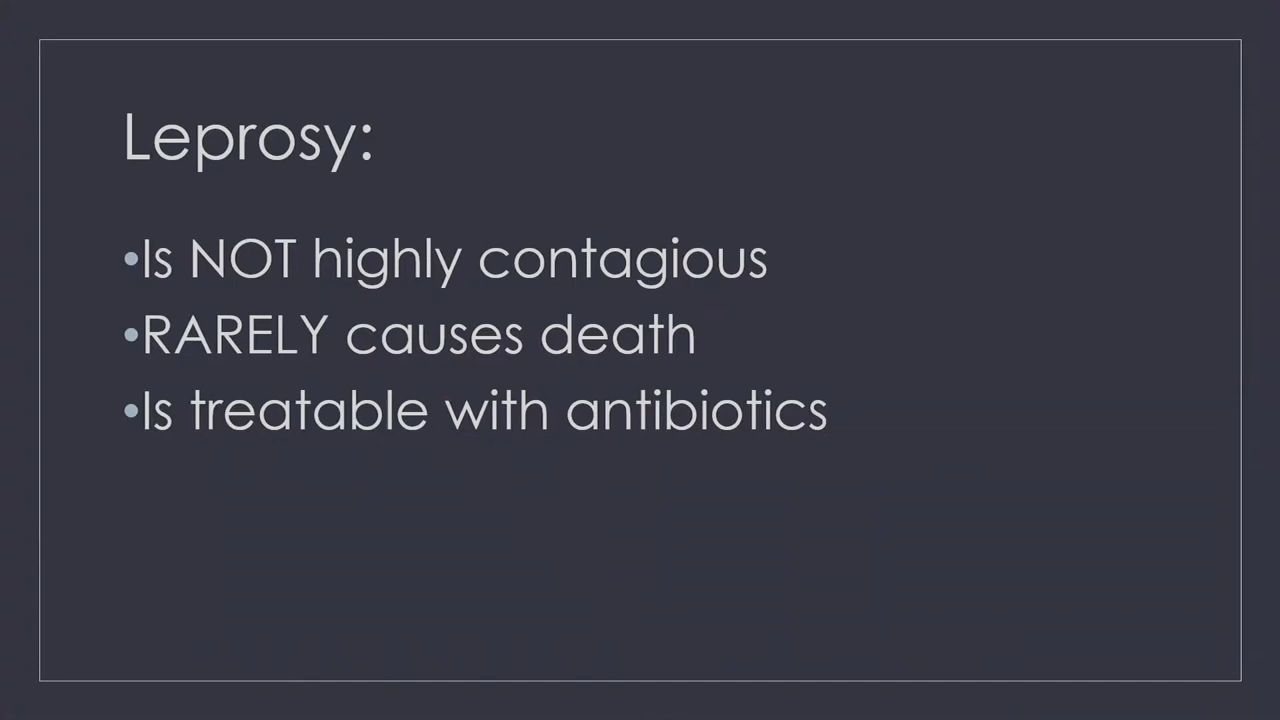 Leprosy:
•Is NOT highly contagious
•RARELY causes death
•Is treatable with antibiotics